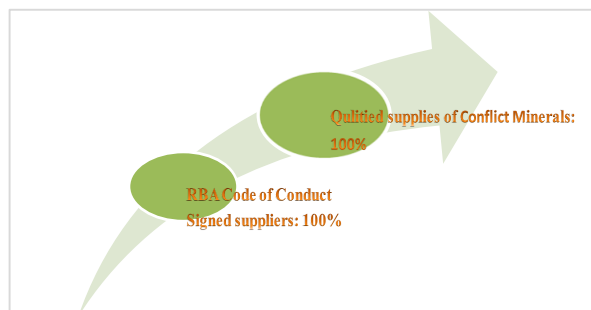 Qulitied supplies of Conflict Minerals:
100%
RBA Code of Conduct
Signed suppliers: 100%